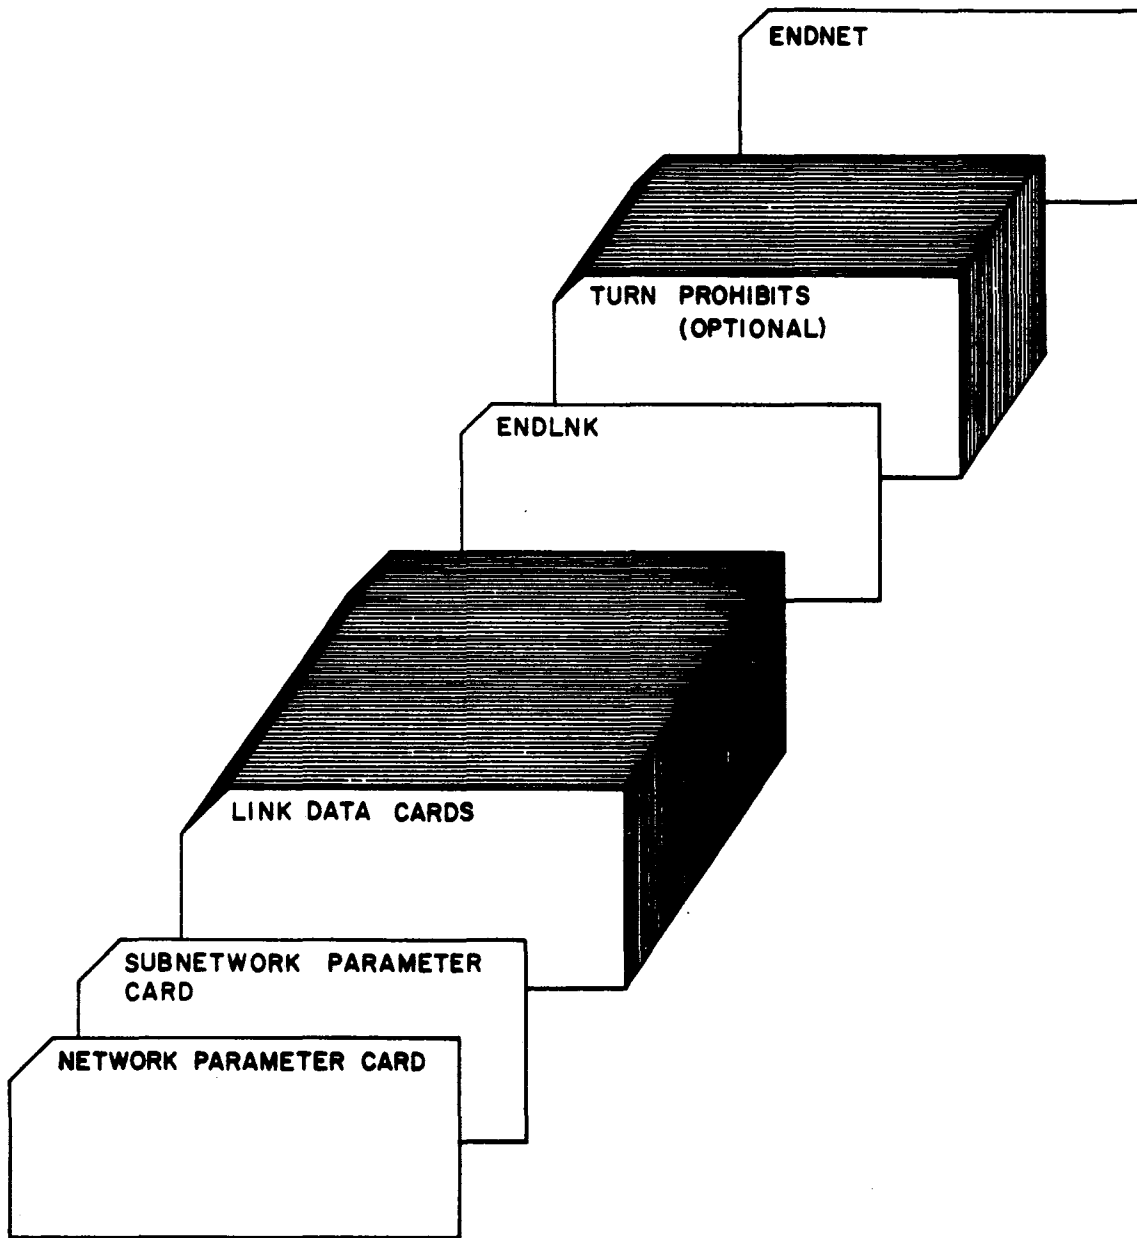 ENDNET
TURN PROHIBITS
(OPTIONAL)
ENDLNK
LINK DATA CARDS
SUBNETWORK PARAMETER
CARD
NETWORK PARAMETER CARD